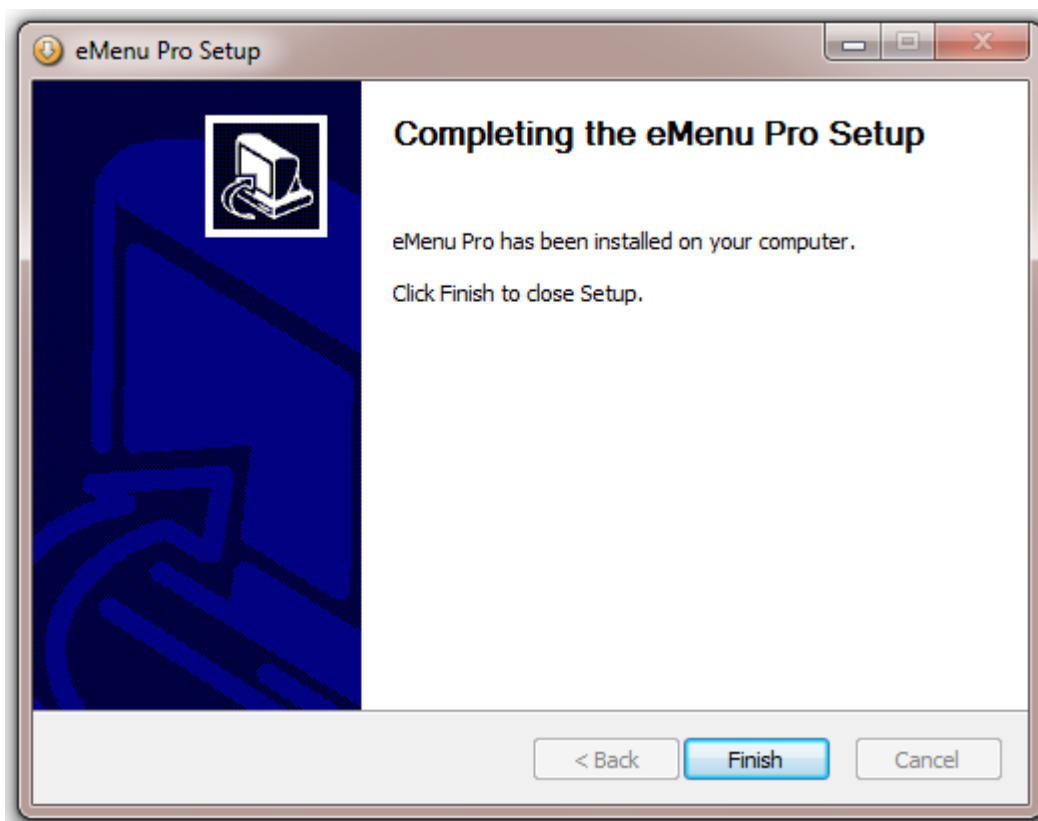 eMenu Pro Setup
Completing the eMenu Pro Setup
eMenu Pro has been installed on your computer.
Click Finish to close Setup.
< Back
Finish
Cancel